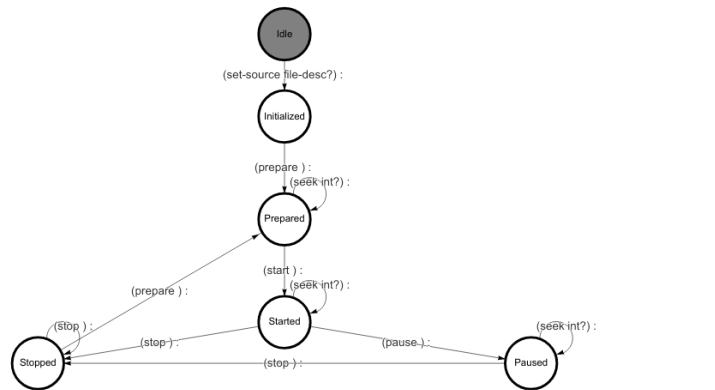 Idle
(set-source file-desc?) :
Initialized
(prepare ) :
(seek int?) :
Prepared
(start ) :
(seek int?) :
(prepare ) :
Started
(stop ) :
(seek int?) :
(stop ) :
(pause ) :
Stopped
(stop ) :
Paused